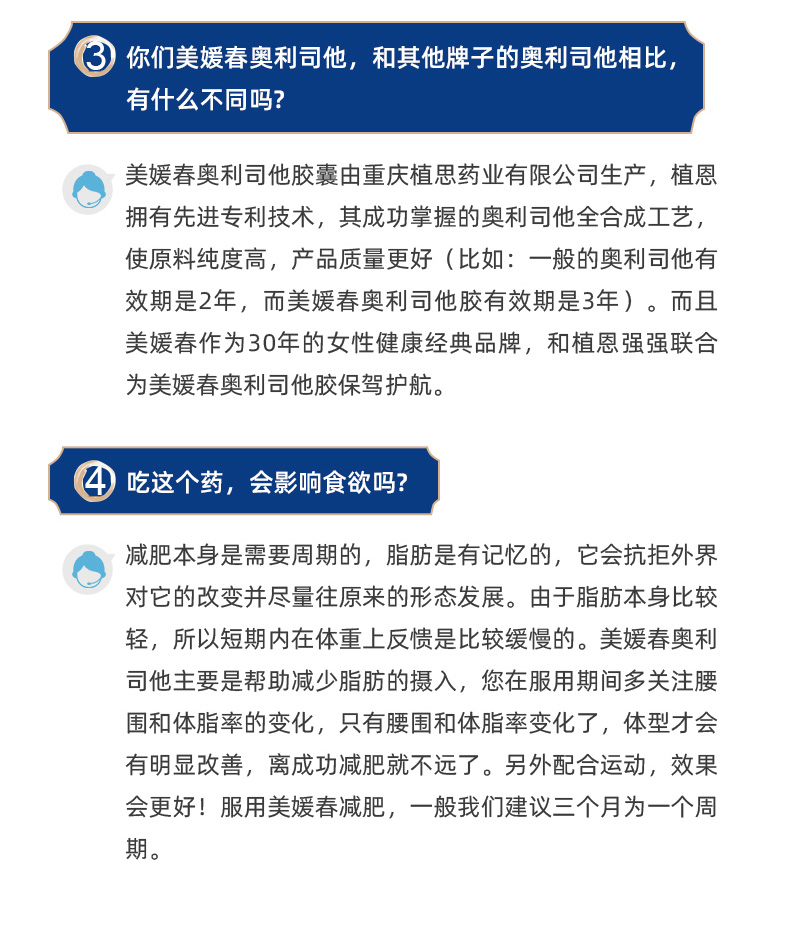 3 你们美媛春奥利司他，和其他牌子的奥利司他相比，
有什么不同吗？
美媛春奥利司他胶囊由重庆植思药业有限公司生产，植恩
拥有先进专利技术，其成功掌握的奥利司他全合成工艺，
使原料纯度高，产品质量更好（比如：一般的奥利司他有
效期是2年，而美媛春奥利司他胶有效期是3年）。而且
美媛春作为30年的女性健康经典品牌，和植恩强强联合
为美媛春奥利司他胶保驾护航。
4 吃这个药，会影响食欲吗？
减肥本身是需要周期的，脂肪是有记忆的，它会抗拒外界
对它的改变并尽量往原来的形态发展。由于脂肪本身比较
轻，所以短期内在体重上反馈是比较缓慢的。美媛春奥利
司他主要是帮助减少脂肪的摄入，您在服用期间多关注腰
围和体脂率的变化，只有腰围和体脂率变化了，体型才会
有明显改善，离成功减肥就不远了。另外配合运动，效果
会更好！服用美媛春减肥，一般我们建议三个月为一个周
期。